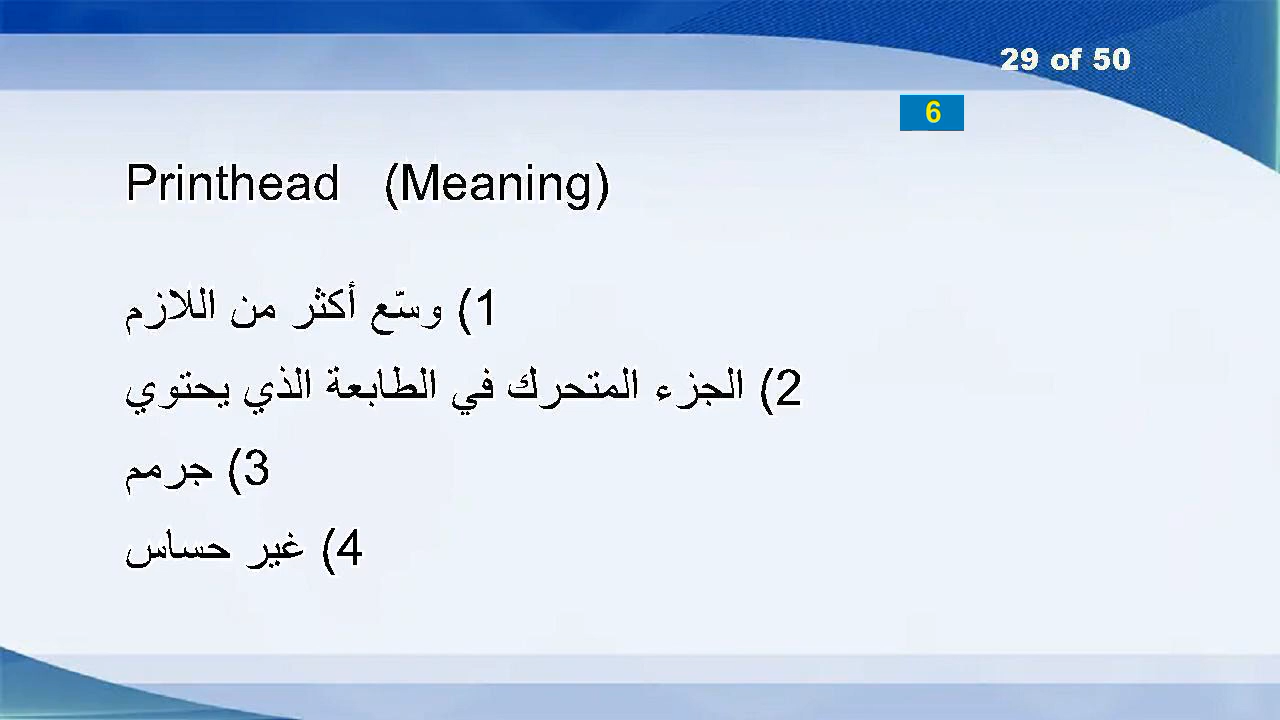 29 of 50
6
Printhead (Meaning)
1) وسّع أكثر من اللازم
2) الجزء المتحرك في الطابعة الذي يحتوي
3) جرمم
4) غير حساس